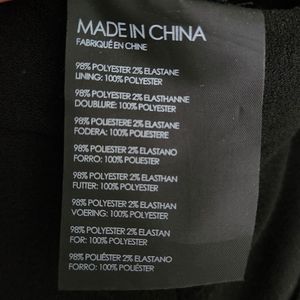 MADE IN CHINA
FABRIQUÉ EN CHINE
98% POLYESTER 2% ELASTANE
LINING: 100% POLYESTER
98% POLYESTER 2% ELASTHANNE
DOUBLURE: 100% POLYESTER
98% POLIESTERE 2% ELASTANE
FODERA: 100% POLIESTERE
98% POLIESTER 2% ELASTANO
FORRO: 100% POLIESTER
98% POLYESTER 2% ELASTHAN
FUTTER: 100% POLYESTER
98% POLYESTER 2% ELASTHAN
VOERING: 100% POLYESTER
98% POLYESTER 2% ELASTAN
FOR: 100% POLYESTER
98% POLIÉSTER 2% ELASTANO
FORRO: 100% POLIÉSTER